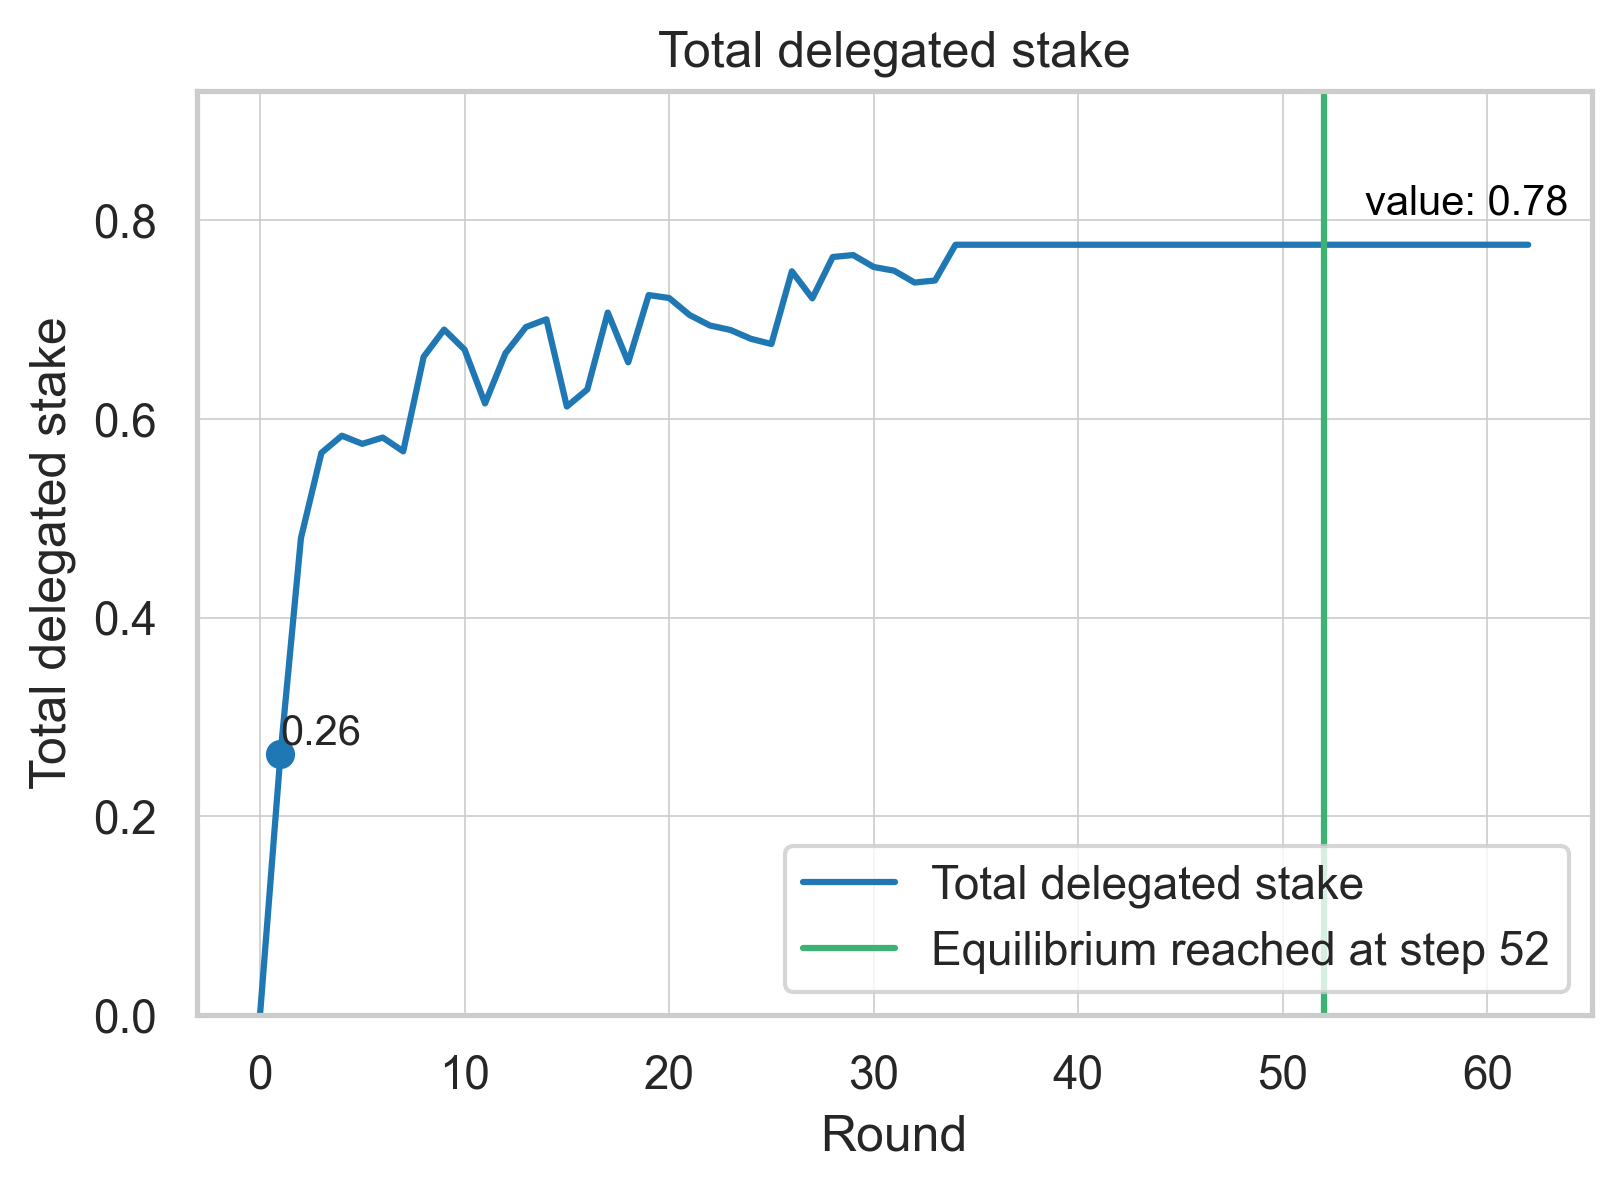 Total delegated stake
value: 0.78
0.8
0.6
0.4
0.26
0.2
0.0
Total delegated stake
Total delegated stake
Equilibrium reached at step 52
0 10 20 30 40 50 60
Round